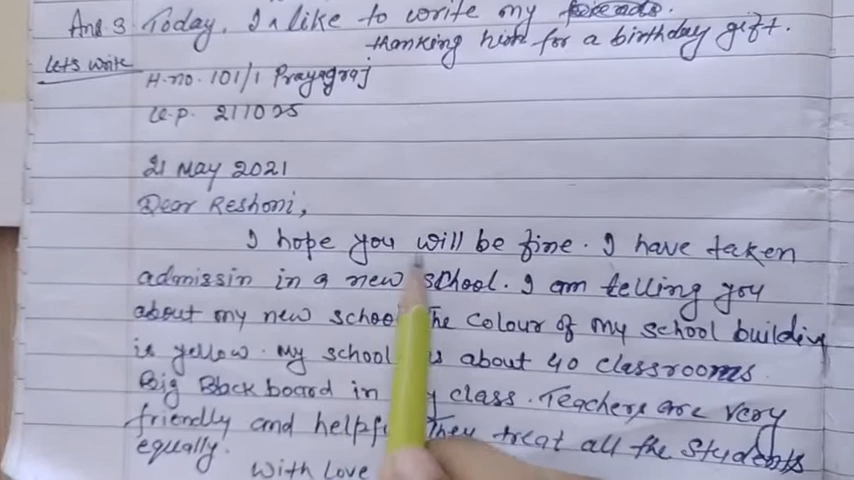 Ans 3. Today, I like to write my friends.
thanking him for a birthday gift.
Let's write
H.no. 101/1 Prayagraj
U.P. 211025
21 May 2021
Dear Reshoni,
I hope you will be fine. I have taken
admissin in a new school. I am telling you
about my new school The colour of my school building
is yellow. My school is about 40 classrooms
Big Black board in class. Teachers are very
friendly and They treat all the students
equally.
With Love